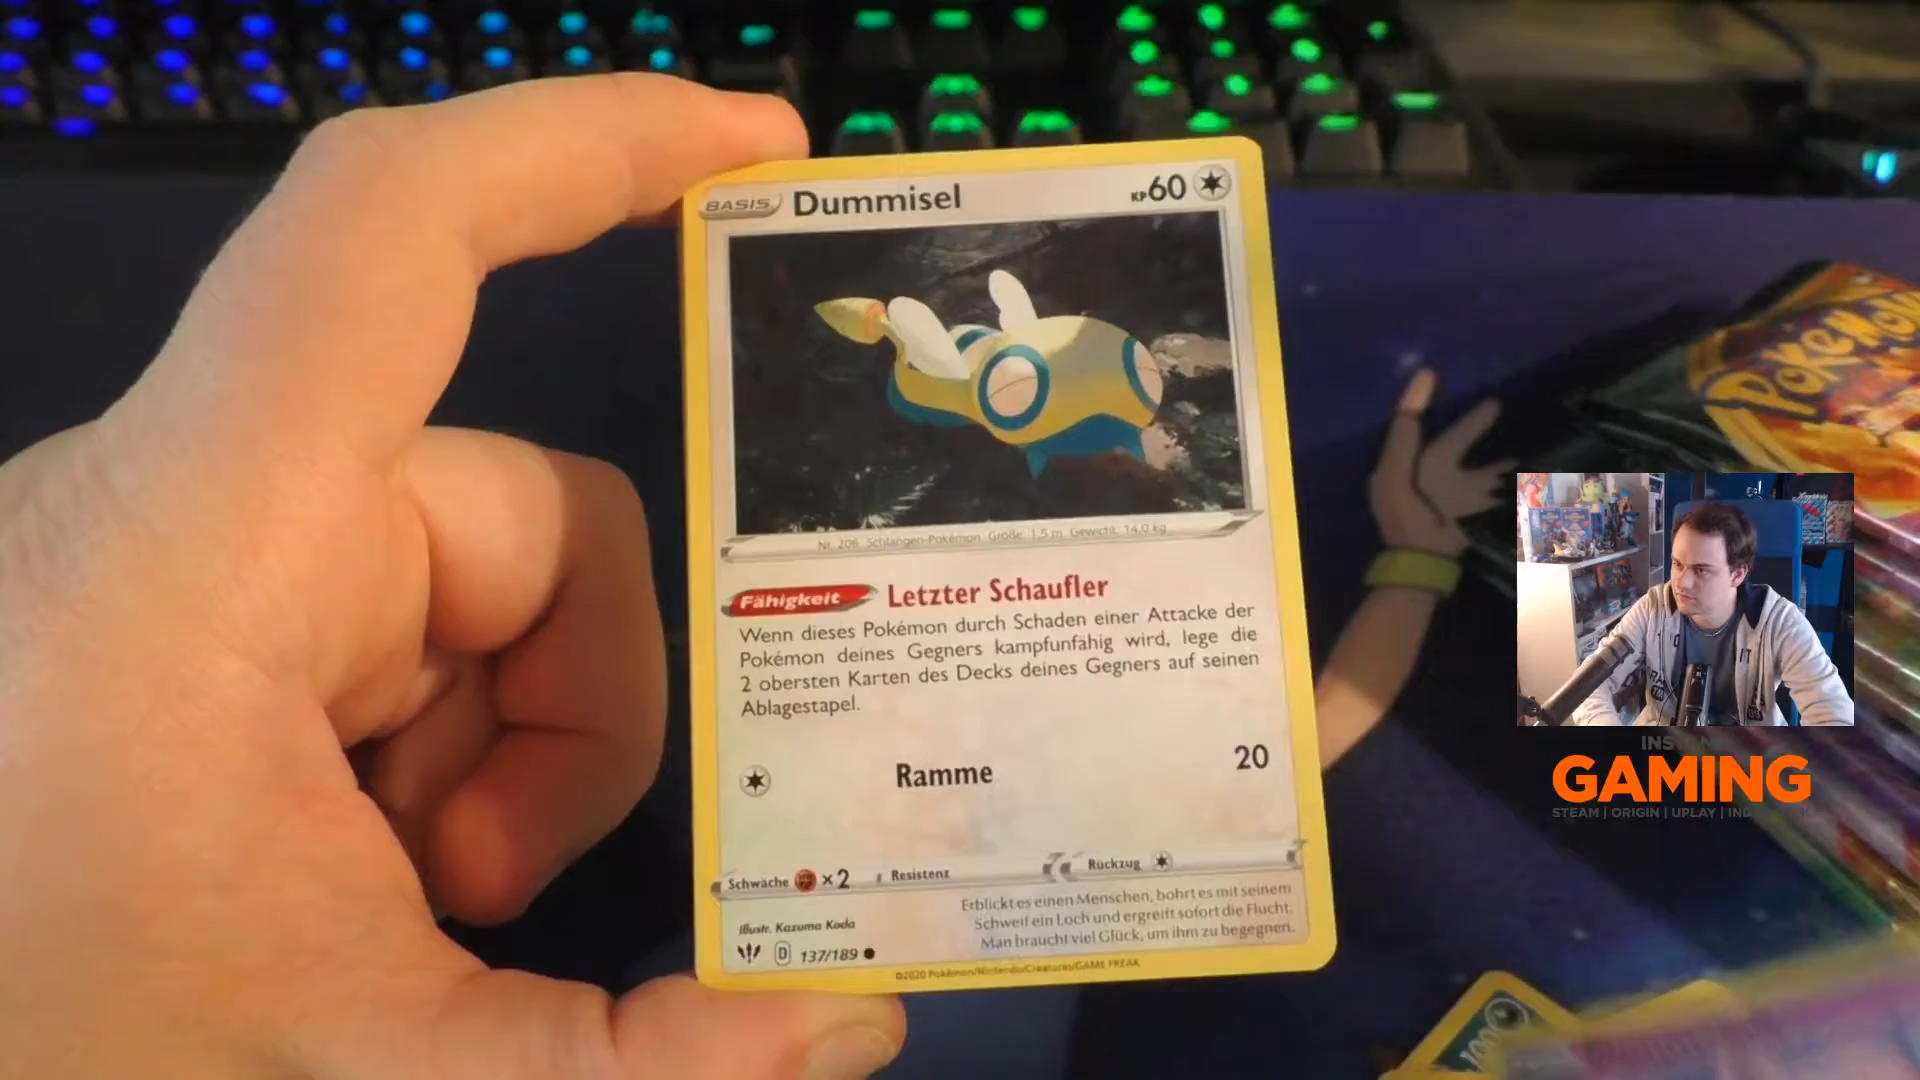 BASIS
Dummisel
KP60
Nr. 206 Schlangen-Pokémon Größe: 1,5 m Gewicht: 14,0 kg
Fähigkeit Letzter Schaufler
Wenn dieses Pokémon durch Schaden einer Attacke der
Pokémon deines Gegners kampfunfähig wird, lege die
2 obersten Karten des Decks deines Gegners auf seinen
Ablagestapel.
Ramme 20
Schwäche ×2 Resistenz Rückzug
Erblickt es einen Menschen, bohrt es mit seinem
Schweif ein Loch und ergreift sofort die Flucht.
Man braucht viel Glück, um ihm zu begegnen.
Illustr. Kazuma Koda
D 137/189
©2020 Pokémon/Nintendo/Creatures/GAME FREAK
POKÉMON
GAMING
STEAM | ORIGIN | UPLAY |